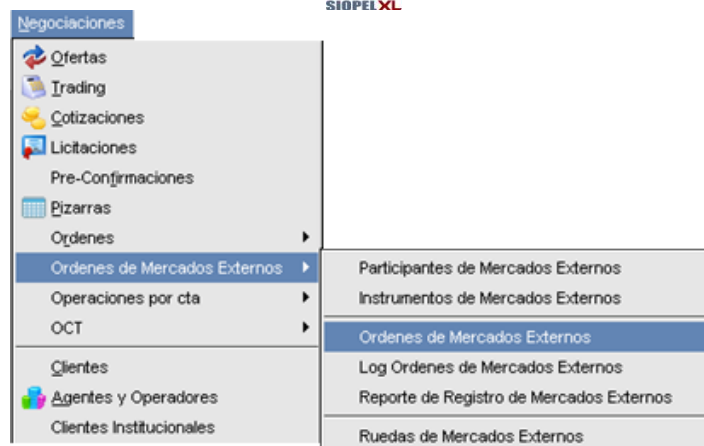 SIOPELXL
Negociaciones
Ofertas
Trading
Cotizaciones
Licitaciones
Pre-Confirmaciones
Pizarras
Ordenes
Ordenes de Mercados Externos
Operaciones por cta
OCT
Clientes
Agentes y Operadores
Clientes Institucionales
Participantes de Mercados Externos
Instrumentos de Mercados Externos
Ordenes de Mercados Externos
Log Ordenes de Mercados Externos
Reporte de Registro de Mercados Externos
Ruedas de Mercados Externos